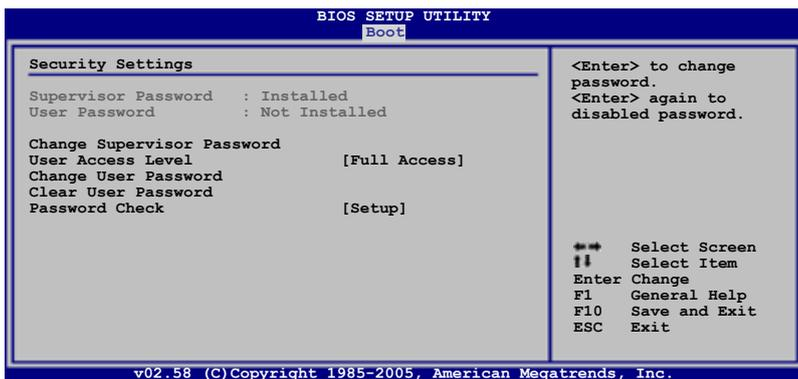 BIOS SETUP UTILITY
Boot
Security Settings
Supervisor Password : Installed
User Password : Not Installed
Change Supervisor Password
User Access Level [Full Access]
Change User Password
Clear User Password
Password Check [Setup]
<Enter> to change
password.
<Enter> again to
disabled password.
←→ Select Screen
↑↓ Select Item
Enter Change
F1 General Help
F10 Save and Exit
ESC Exit
v02.58 (C)Copyright 1985-2005, American Megatrends, Inc.